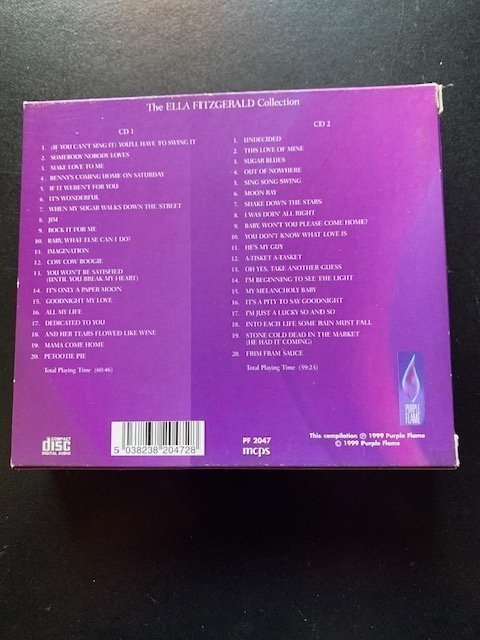 The ELLA FITZGERALD Collection
CD 1
1. (IF YOU CAN'T SING IT) YOU'LL HAVE TO SWING IT
2. SOMEBODY NOBODY LOVES
3. MAKE LOVE TO ME
4. BENNY'S COMING HOME ON SATURDAY
5. IF IT WEREN'T FOR YOU
6. IT'S WONDERFUL
7. WHEN MY SUGAR WALKS DOWN THE STREET
8. JIM
9. ROCK IT FOR ME
10. BABY, WHAT ELSE CAN I DO?
11. IMAGINATION
12. COW COW BOOGIE
13. YOU WON'T BE SATISFIED
(UNTIL YOU BREAK MY HEART)
14. IT'S ONLY A PAPER MOON
15. GOODNIGHT MY LOVE
16. ALL MY LIFE
17. DEDICATED TO YOU
18. AND HER TEARS FLOWED LIKE WINE
19. MAMA COME HOME
20. PETOOTIE PIE
Total Playing Time (60:46)
CD 2
1. UNDECIDED
2. THIS LOVE OF MINE
3. SUGAR BLUES
4. OUT OF NOWHERE
5. SING SONG SWING
6. MOON RAY
7. SHAKE DOWN THE STARS
8. I WAS DOIN' ALL RIGHT
9. BABY, WON'T YOU PLEASE COME HOME?
10. YOU DON'T KNOW WHAT LOVE IS
11. HE'S MY GUY
12. A-TISKET A-TASKET
13. OH YES, TAKE ANOTHER GUESS
14. I'M BEGINNING TO SEE THE LIGHT
15. MY MELANCHOLY BABY
16. IT'S A PITY TO SAY GOODNIGHT
17. I'M JUST A LUCKY SO AND SO
18. INTO EACH LIFE SOME RAIN MUST FALL
19. STONE COLD DEAD IN THE MARKET
(HE HAD IT COMING)
20. FRIM FRAM SAUCE
Total Playing Time (59:23)
PURPLE
FLAME
COMPACT
disc
DIGITAL AUDIO
5 038238 204728
PF 2047
mcps
This compilation ℗ 1999 Purple Flame
© 1999 Purple Flame